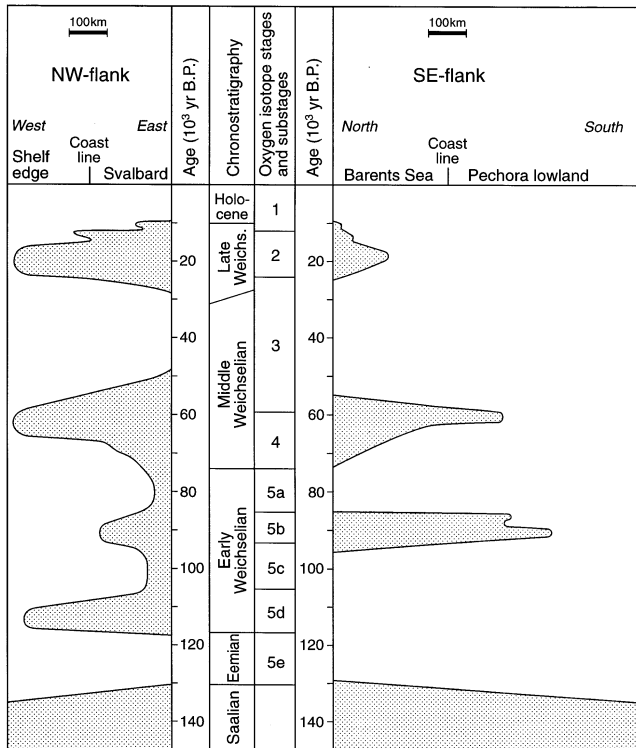 100km
NW-flank
West
East
Shelf
edge
Coast
line
Svalbard
Age (10³ yr B.P.)
Chronostratigraphy
Oxygen isotope stages
and substages
Age (10³ yr B.P.)
100km
SE-flank
North
South
Barents Sea
Coast
line
Pechora lowland
20
40
60
80
100
120
140
Holo-
cene
Late
Weichs.
Middle
Weichselian
Early
Weichselian
Eemian
Saalian
1
2
3
4
5a
5b
5c
5d
5e
20
40
60
80
100
120
140